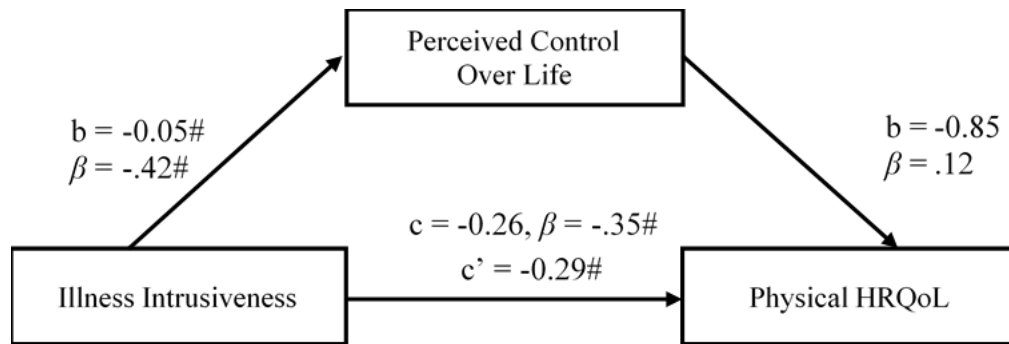 Perceived Control
Over Life
b = -0.05#
β = -.42#
b = -0.85
β = .12
c = -0.26, β = -.35#
c’ = -0.29#
Illness Intrusiveness
Physical HRQoL